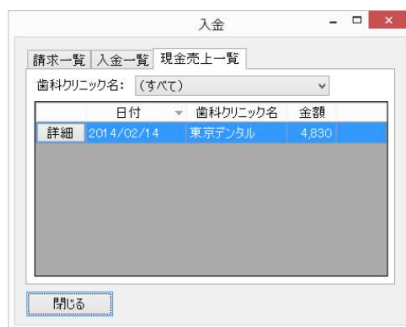 入金
請求一覧 入金一覧 現金売上一覧
歯科クリニック名: (すべて)
日付 歯科クリニック名 金額
詳細 2014/02/14 東京デンタル 4,830
閉じる